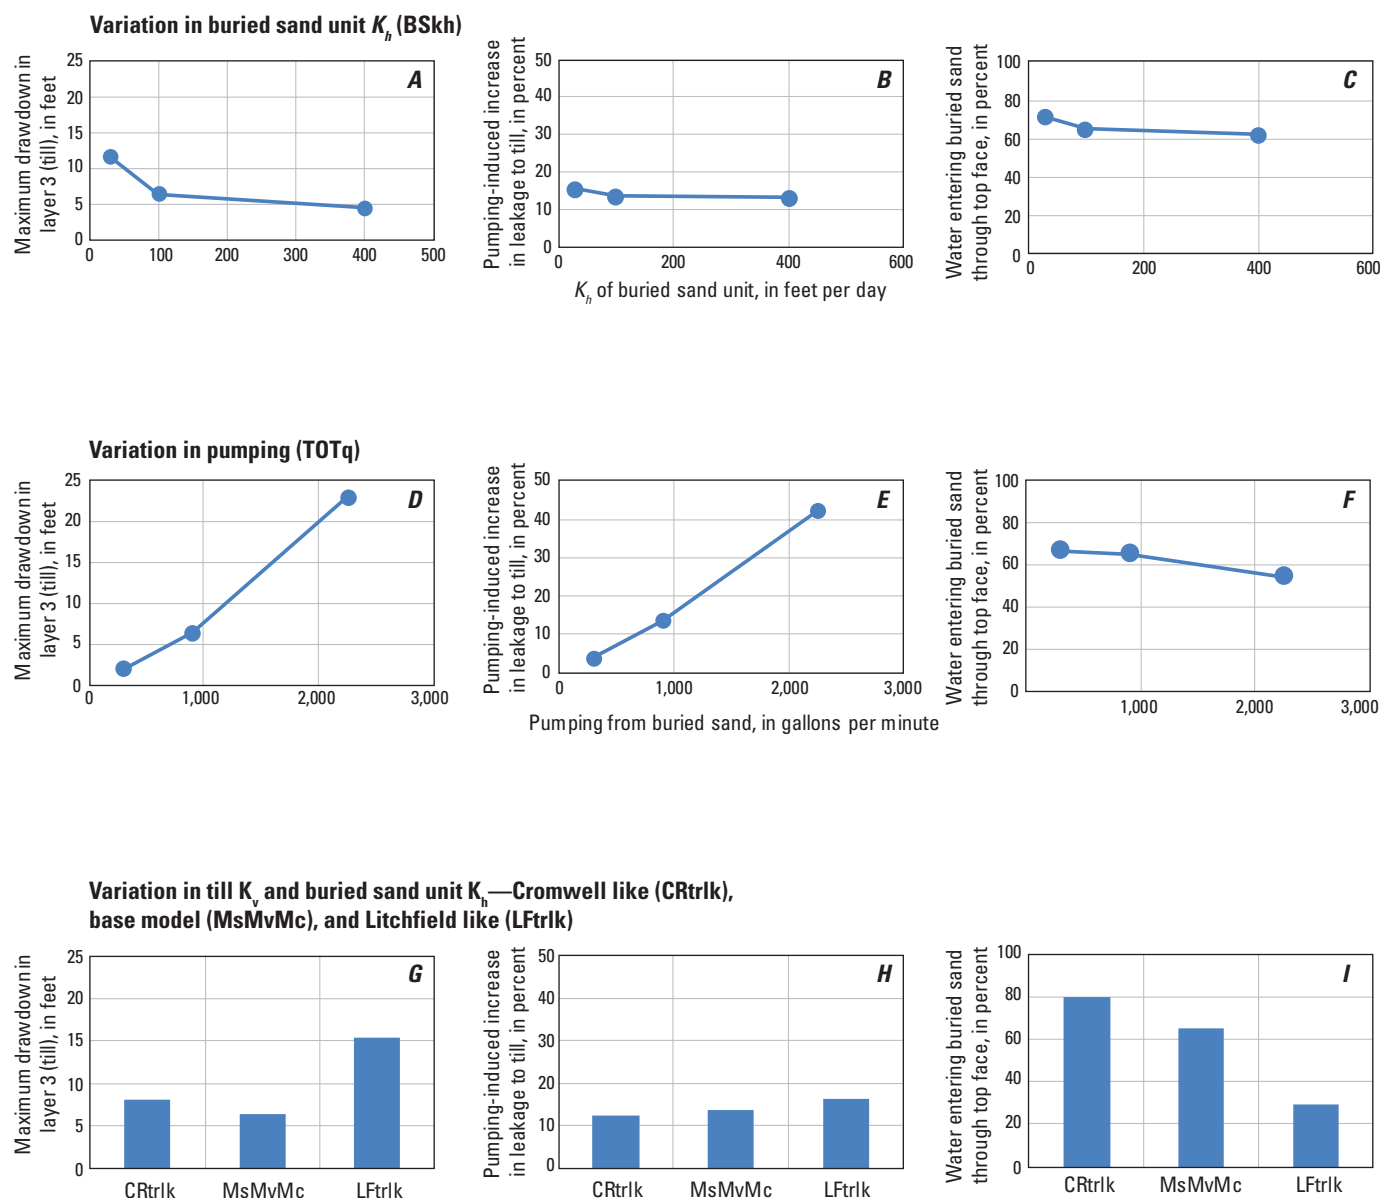 Variation in buried sand unit Kh (BSkh)
Maximum drawdown in
layer 3 (till), in feet
25
20
15
10
5
0
0 100 200 300 400 500
A
Pumping-induced increase
in leakage to till, in percent
50
40
30
20
10
0
0 200 400 600
B
Kh of buried sand unit, in feet per day
Water entering buried sand
through top face, in percent
100
80
60
40
20
0
0 200 400 600
C
Variation in pumping (TOTq)
Maximum drawdown in
layer 3 (till), in feet
25
20
15
10
5
0
0 1,000 2,000 3,000
D
Pumping-induced increase
in leakage to till, in percent
50
40
30
20
10
0
0 1,000 2,000 3,000
E
Pumping from buried sand, in gallons per minute
Water entering buried sand
through top face, in percent
100
80
60
40
20
0
1,000 2,000 3,000
F
Variation in till Kv and buried sand unit Kh—Cromwell like (CRtrlk),
base model (MsMvMc), and Litchfield like (LFtrlk)
Maximum drawdown in
layer 3 (till), in feet
25
20
15
10
5
0
CRtrlk MsMvMc LFtrlk
G
Pumping-induced increase
in leakage to till, in percent
50
40
30
20
10
0
CRtrlk MsMvMc LFtrlk
H
Water entering buried sand
through top face, in percent
100
80
60
40
20
0
CRtrlk MsMvMc LFtrlk
I